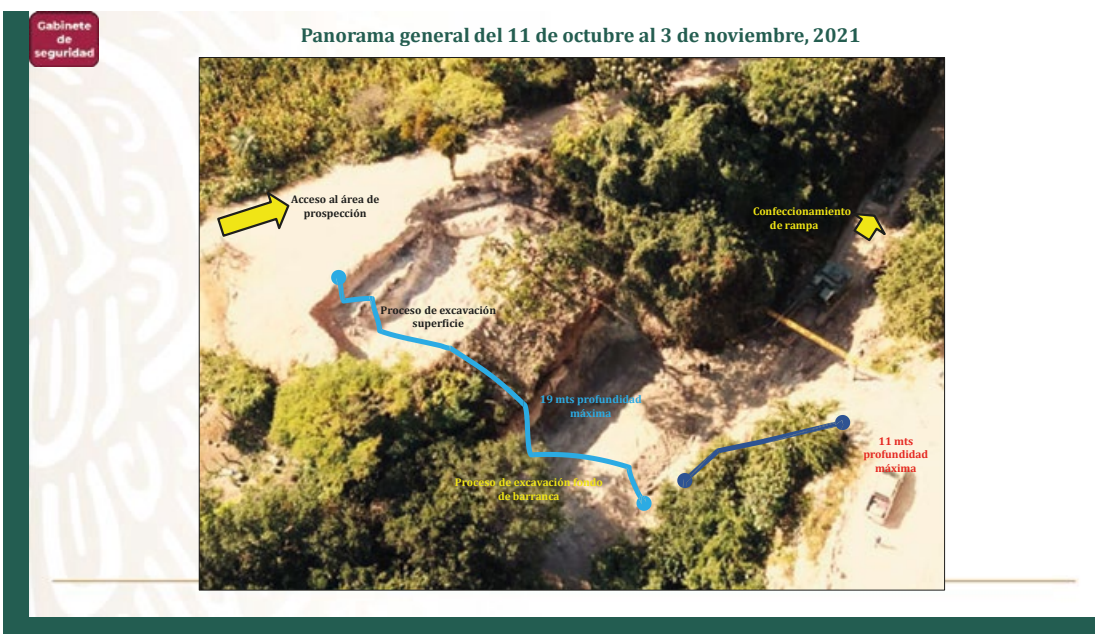 Gabinete
de
seguridad
Panorama general del 11 de octubre al 3 de noviembre, 2021
Acceso al área de
prospección
Confeccionamiento
de rampa
Proceso de excavación
superficie
19 mts profundidad
máxima
11 mts
profundidad
máxima
Proceso de excavación fondo
de barranca